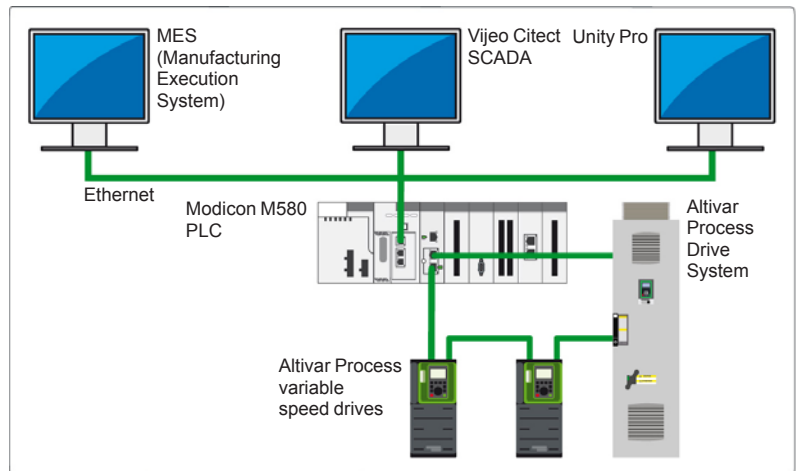 MES
(Manufacturing
Execution
System)
Vijeo Citect
SCADA
Unity Pro
Ethernet
Modicon M580
PLC
Altivar
Process
Drive
System
Altivar Process
variable
speed drives